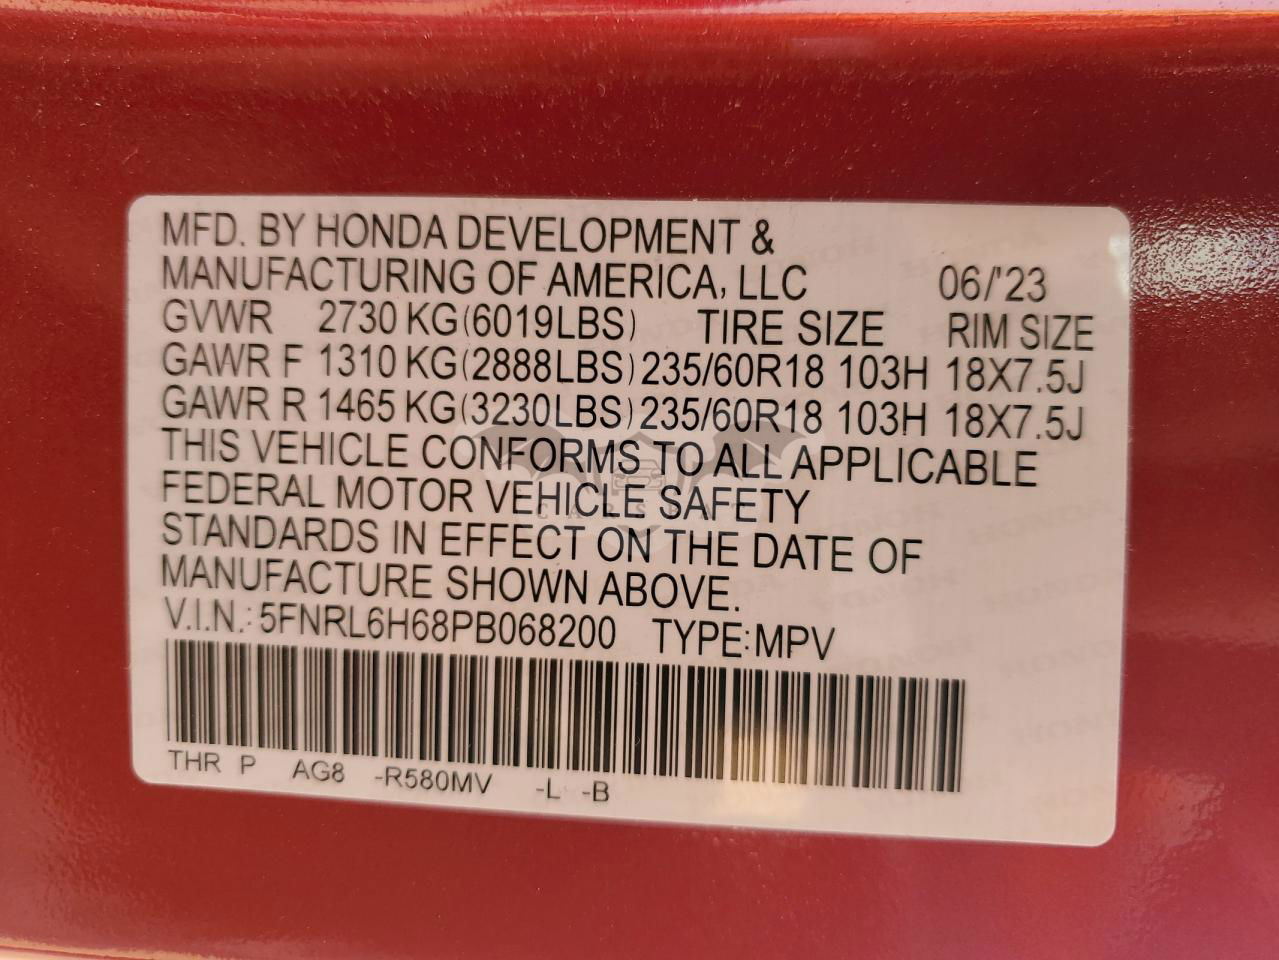 MFD. BY HONDA DEVELOPMENT &
MANUFACTURING OF AMERICA, LLC 06/'23
GVWR 2730 KG(6019LBS) TIRE SIZE RIM SIZE
GAWR F 1310 KG(2888LBS) 235/60R18 103H 18X7.5J
GAWR R 1465 KG(3230LBS) 235/60R18 103H 18X7.5J
THIS VEHICLE CONFORMS TO ALL APPLICABLE
FEDERAL MOTOR VEHICLE SAFETY
STANDARDS IN EFFECT ON THE DATE OF
MANUFACTURE SHOWN ABOVE.
V.I.N.: 5FNRL6H68PB068200 TYPE:MPV
THR P AG8 -R580MV -L -B